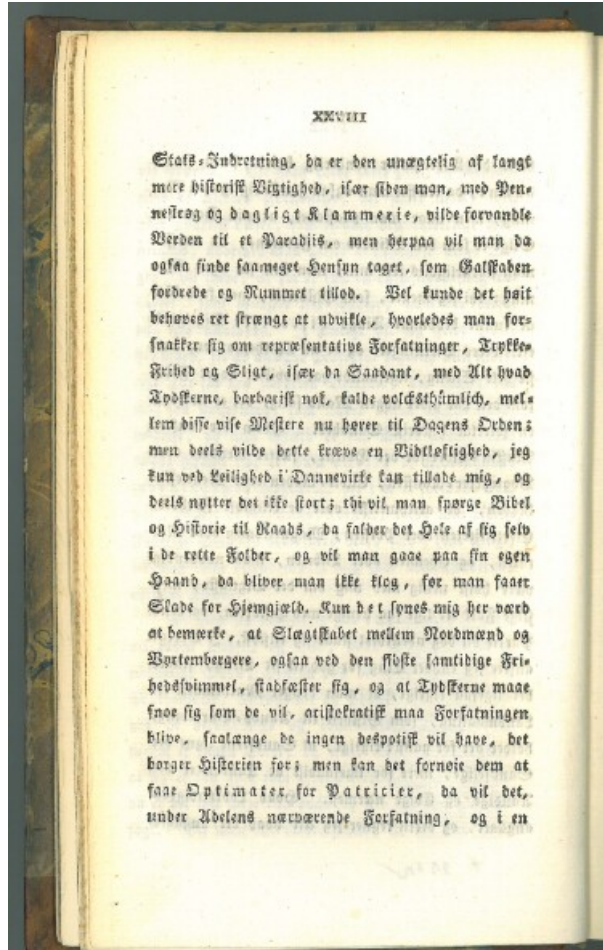 XXVIII
Stats-Indretning, da er den unægtelig af langt
mere historisk Vigtighed, især siden man, med Pen-
nestrøg og dagligt Klammerie, vilde forvandle
Verden til et Paradiis, men herpaa vil man da
ogsaa finde saameget Hensyn taget, som Galskaben
fordrede og Rummet tillod. Vel kunde det høit
behøves ret strængt at udvikle, hvorledes man for-
snakker sig om repræsentative Forfatninger, Trykke-
Frihed og Sligt, især da Saadant, med Alt hvad
Tydskerne, barbarisk nok, kalde volcksthümlich, mel-
lem disse vise Mestere nu hører til Dagens Orden;
men deels vilde dette kræve en Vidtløftighed, jeg
kun ved Leilighed i Dannevirke kan tillade mig, og
deels nytter det ikke stort; thi vil man spørge Bibel
og Historie til Raads, da falder det Hele af sig selv
i de rette Folder, og vil man gaae paa sin egen
Haand, da bliver man ikke klog, før man faaer
Skade for Hjemgjæld. Kun det synes mig her værd
at bemærke, at Slægtskabet mellem Nordmænd og
Vyrtembergere, ogsaa ved den sidste samtidige Fri-
hedssvimmel, stadfæster sig, og at Tydskerne maae
snoe sig som de vil, aristokratisk maa Forfatningen
blive, saalænge de ingen despotisk vil have, det
borger Historien for; men kan det fornøie dem at
faae Optimater for Patricier, da vil det,
under Adelens nærværende Forfatning, og i en